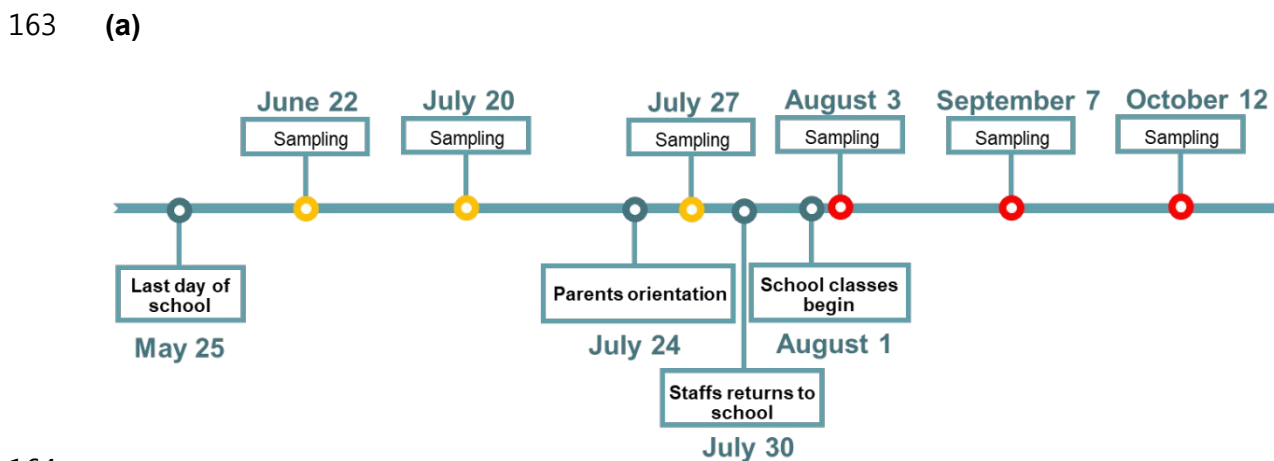 163 (a)
June 22 July 20 July 27 August 3 September 7 October 12
Sampling Sampling Sampling Sampling Sampling Sampling
Last day of
school
May 25
Parents orientation
July 24
School classes
begin
August 1
Staffs returns to
school
July 30